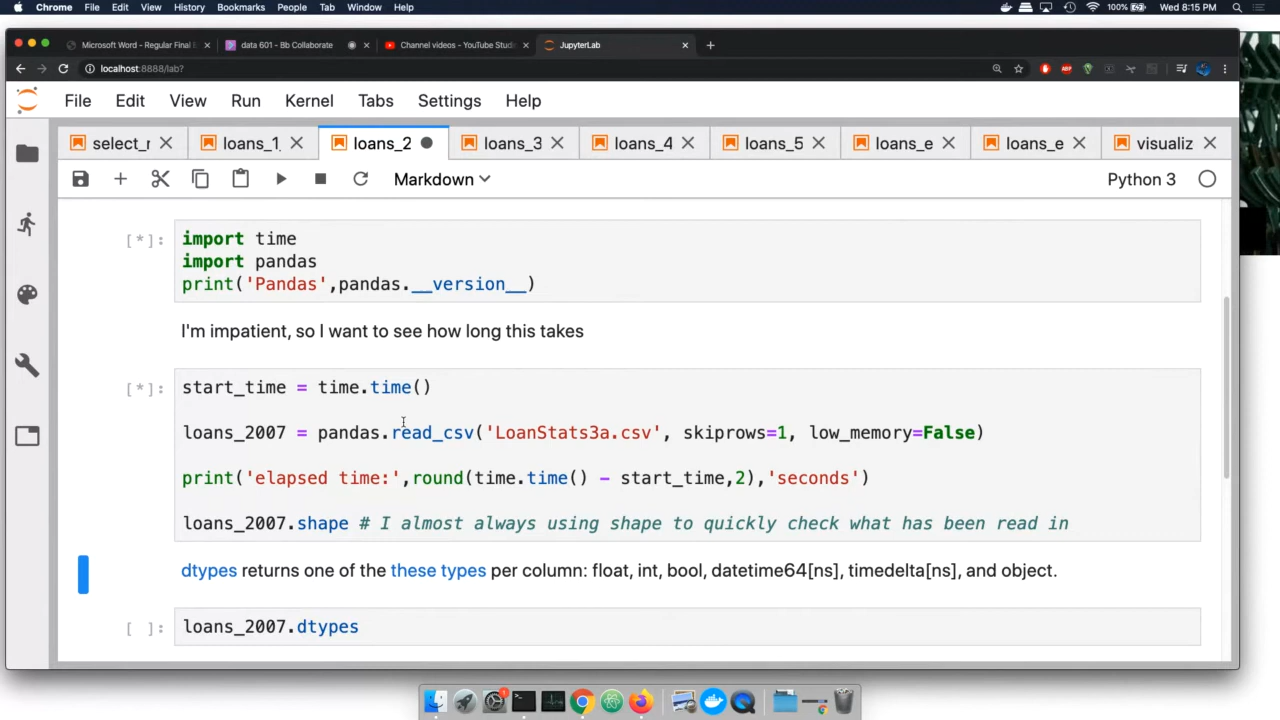 Chrome File Edit View History Bookmarks People Tab Window Help 100% Wed 8:15 PM
Microsoft Word - Regular Final E data 601 - Bb Collaborate Channel videos - YouTube Studi JupyterLab
localhost:8888/lab?
File Edit View Run Kernel Tabs Settings Help
select_r loans_1 loans_2 loans_3 loans_4 loans_5 loans_e loans_e visualiz
Markdown Python 3
[*]: import time
import pandas
print('Pandas',pandas.__version__)
I'm impatient, so I want to see how long this takes
[*]: start_time = time.time()
loans_2007 = pandas.read_csv('LoanStats3a.csv', skiprows=1, low_memory=False)
print('elapsed time:',round(time.time() - start_time,2),'seconds')
loans_2007.shape # I almost always using shape to quickly check what has been read in
dtypes returns one of the these types per column: float, int, bool, datetime64[ns], timedelta[ns], and object.
[ ]: loans_2007.dtypes